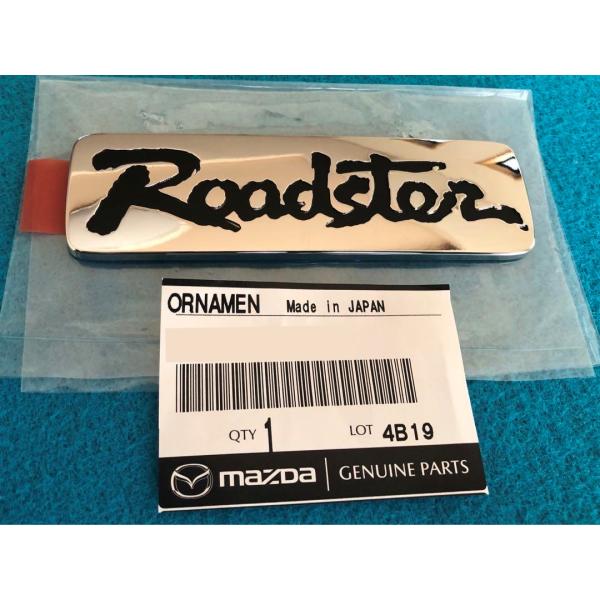 Roadster
ORNAMEN Made in JAPAN
QTY 1 LOT 4B19
mazda GENUINE PARTS